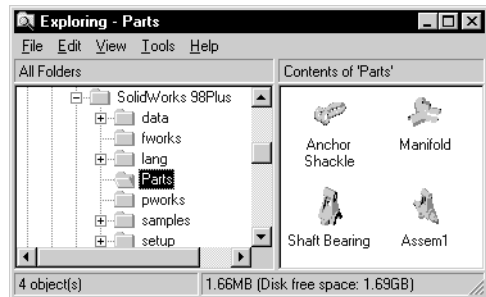 Exploring - Parts
File Edit View Tools Help
All Folders
Contents of 'Parts'
SolidWorks 98Plus
data
fworks
lang
Parts
pworks
samples
setup
Anchor
Shackle
Manifold
Shaft Bearing
Assem1
4 object(s)
1.66MB (Disk free space: 1.69GB)